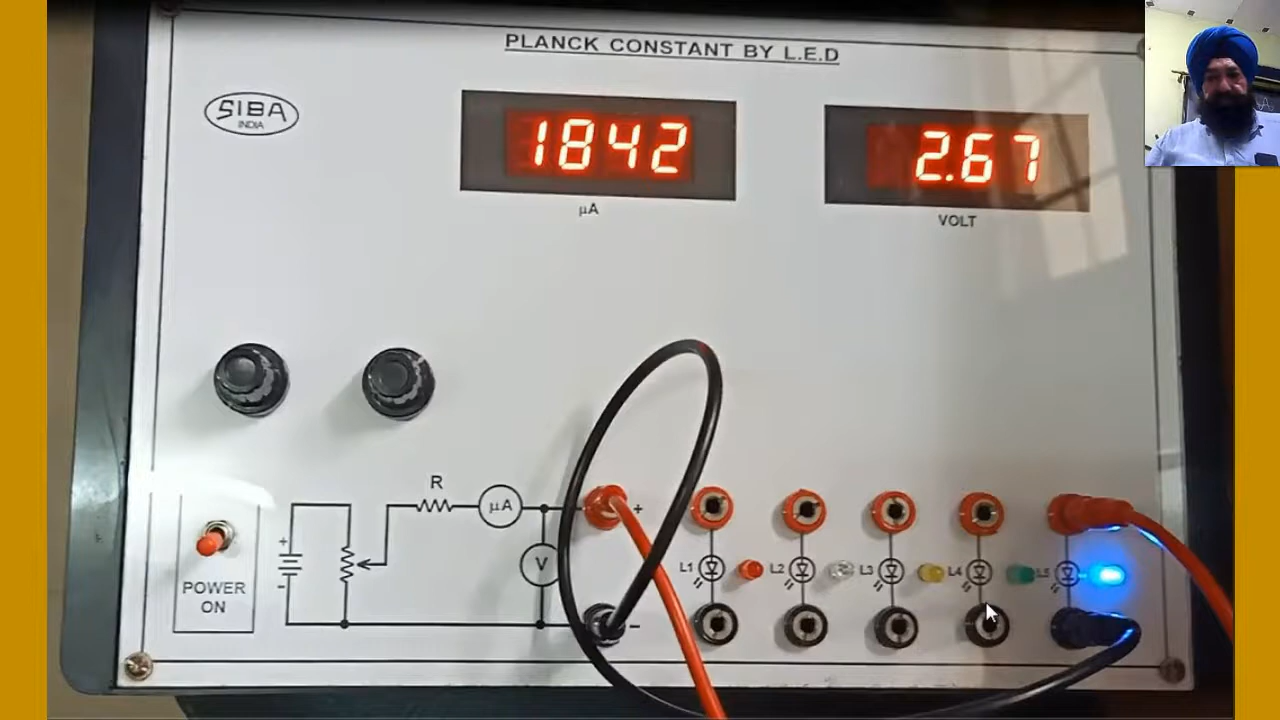 PLANCK CONSTANT BY L.E.D
SIBA
INDIA
1842
2.67
µA
VOLT
R
µA
+
+
V
-
-
L1
L2
L3
L4
L5
POWER
ON